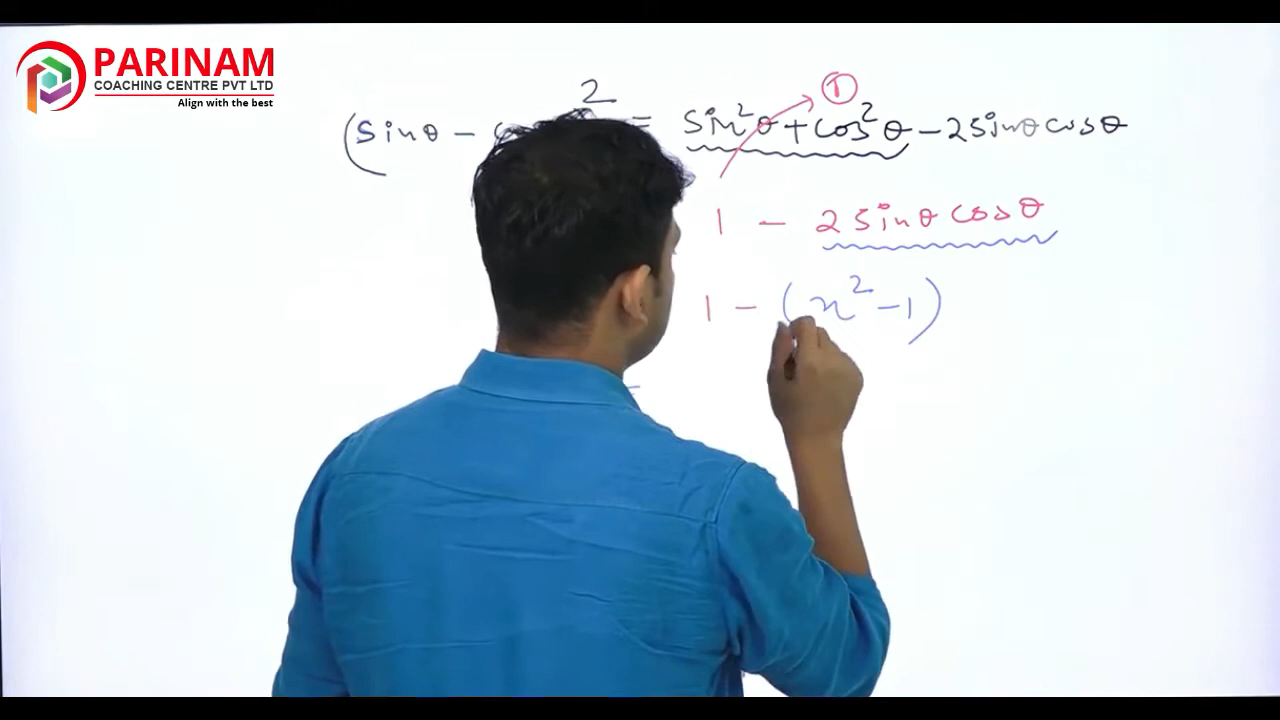 PARINAM
COACHING CENTRE PVT LTD
Align with the best
(sinθ - 2 = sin²θ + cos²θ - 2sinθcosθ
①
1 - 2sinθcosθ
1 - (x² - 1)
=